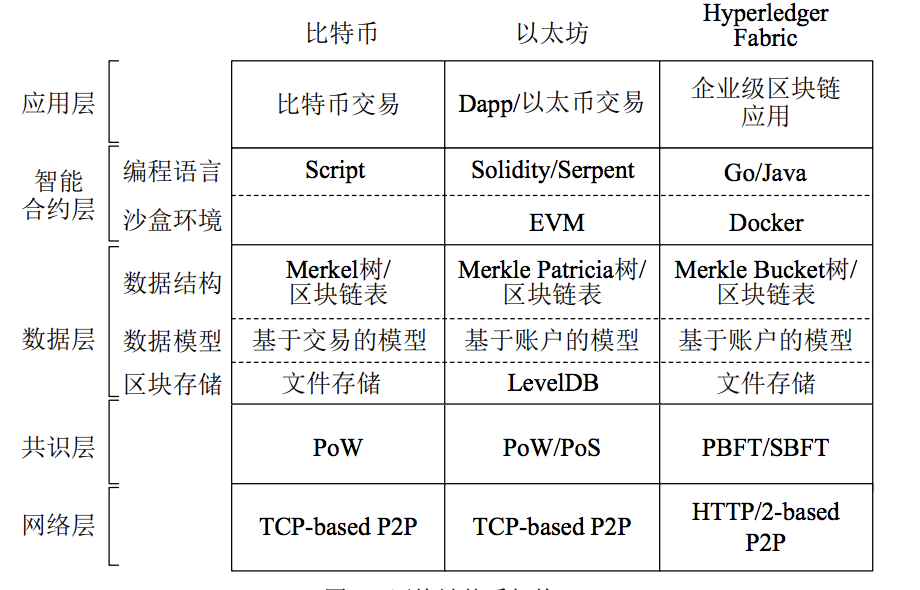 比特币
以太坊
Hyperledger
Fabric
应用层
比特币交易
Dapp/以太币交易
企业级区块链
应用
智能
合约层
编程语言
Script
Solidity/Serpent
Go/Java
沙盒环境
EVM
Docker
数据层
数据结构
Merkel树/
区块链表
Merkle Patricia树/
区块链表
Merkle Bucket树/
区块链表
数据模型
基于交易的模型
基于账户的模型
基于账户的模型
区块存储
文件存储
LevelDB
文件存储
共识层
PoW
PoW/PoS
PBFT/SBFT
网络层
TCP-based P2P
TCP-based P2P
HTTP/2-based
P2P